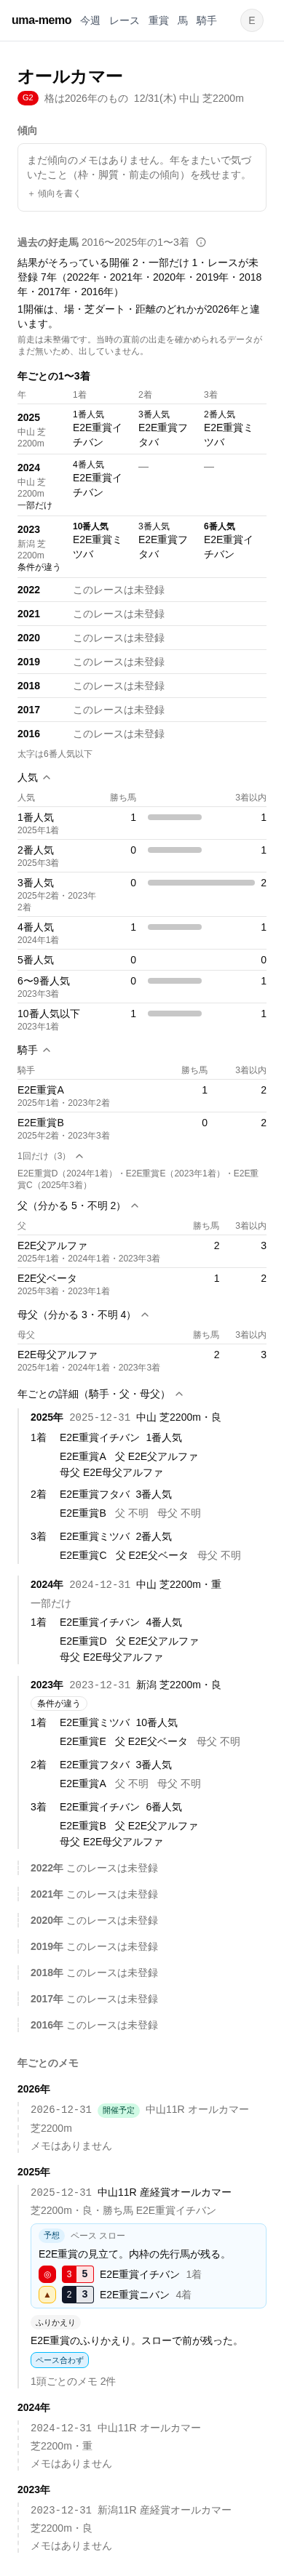 uma-memo 今週 レース 重賞 馬 騎手 E
オールカマー
G2 格は2026年のもの 12/31(木) 中山 芝2200m
傾向
まだ傾向のメモはありません。年をまたいで気づ
いたこと（枠・脚質・前走の傾向）を残せます。
＋ 傾向を書く
過去の好走馬 2016〜2025年の1〜3着
結果がそろっている開催 2・一部だけ 1・レースが未
登録 7年（2022年・2021年・2020年・2019年・2018
年・2017年・2016年）
1開催は、場・芝ダート・距離のどれかが2026年と違
います。
前走は未整備です。当時の直前の出走を確かめられるデータが
まだ無いため、出していません。
年ごとの1〜3着
年 1着 2着 3着
2025 1番人気 3番人気 2番人気
中山 芝 E2E重賞イ E2E重賞フ E2E重賞ミ
2200m チバン タバ ツバ
2024 4番人気 — —
中山 芝 E2E重賞イ
2200m チバン
一部だけ
2023 10番人気 3番人気 6番人気
新潟 芝 E2E重賞ミ E2E重賞フ E2E重賞イ
2200m ツバ タバ チバン
条件が違う
2022 このレースは未登録
2021 このレースは未登録
2020 このレースは未登録
2019 このレースは未登録
2018 このレースは未登録
2017 このレースは未登録
2016 このレースは未登録
太字は6番人気以下
人気
人気 勝ち馬 3着以内
1番人気 1 1
2025年1着
2番人気 0 1
2025年3着
3番人気 0 2
2025年2着・2023年
2着
4番人気 1 1
2024年1着
5番人気 0 0
6〜9番人気 0 1
2023年3着
10番人気以下 1 1
2023年1着
騎手
騎手 勝ち馬 3着以内
E2E重賞A 1 2
2025年1着・2023年2着
E2E重賞B 0 2
2025年2着・2023年3着
1回だけ（3）
E2E重賞D（2024年1着）・E2E重賞E（2023年1着）・E2E重
賞C（2025年3着）
父（分かる 5・不明 2）
父 勝ち馬 3着以内
E2E父アルファ 2 3
2025年1着・2024年1着・2023年3着
E2E父ベータ 1 2
2025年3着・2023年1着
母父（分かる 3・不明 4）
母父 勝ち馬 3着以内
E2E母父アルファ 2 3
2025年1着・2024年1着・2023年3着
年ごとの詳細（騎手・父・母父）
2025年 2025-12-31 中山 芝2200m・良
1着 E2E重賞イチバン 1番人気
E2E重賞A 父 E2E父アルファ
母父 E2E母父アルファ
2着 E2E重賞フタバ 3番人気
E2E重賞B 父 不明 母父 不明
3着 E2E重賞ミツバ 2番人気
E2E重賞C 父 E2E父ベータ 母父 不明
2024年 2024-12-31 中山 芝2200m・重
一部だけ
1着 E2E重賞イチバン 4番人気
E2E重賞D 父 E2E父アルファ
母父 E2E母父アルファ
2023年 2023-12-31 新潟 芝2200m・良
条件が違う
1着 E2E重賞ミツバ 10番人気
E2E重賞E 父 E2E父ベータ 母父 不明
2着 E2E重賞フタバ 3番人気
E2E重賞A 父 不明 母父 不明
3着 E2E重賞イチバン 6番人気
E2E重賞B 父 E2E父アルファ
母父 E2E母父アルファ
2022年 このレースは未登録
2021年 このレースは未登録
2020年 このレースは未登録
2019年 このレースは未登録
2018年 このレースは未登録
2017年 このレースは未登録
2016年 このレースは未登録
年ごとのメモ
2026年
2026-12-31 開催予定 中山11R オールカマー
芝2200m
メモはありません
2025年
2025-12-31 中山11R 産経賞オールカマー
芝2200m・良・勝ち馬 E2E重賞イチバン
予想 ペース スロー
E2E重賞の見立て。内枠の先行馬が残る。
◎ 3 5 E2E重賞イチバン 1着
▲ 2 3 E2E重賞ニバン 4着
ふりかえり
E2E重賞のふりかえり。スローで前が残った。
ペース合わず
1頭ごとのメモ 2件
2024年
2024-12-31 中山11R オールカマー
芝2200m・重
メモはありません
2023年
2023-12-31 新潟11R 産経賞オールカマー
芝2200m・良
メモはありません